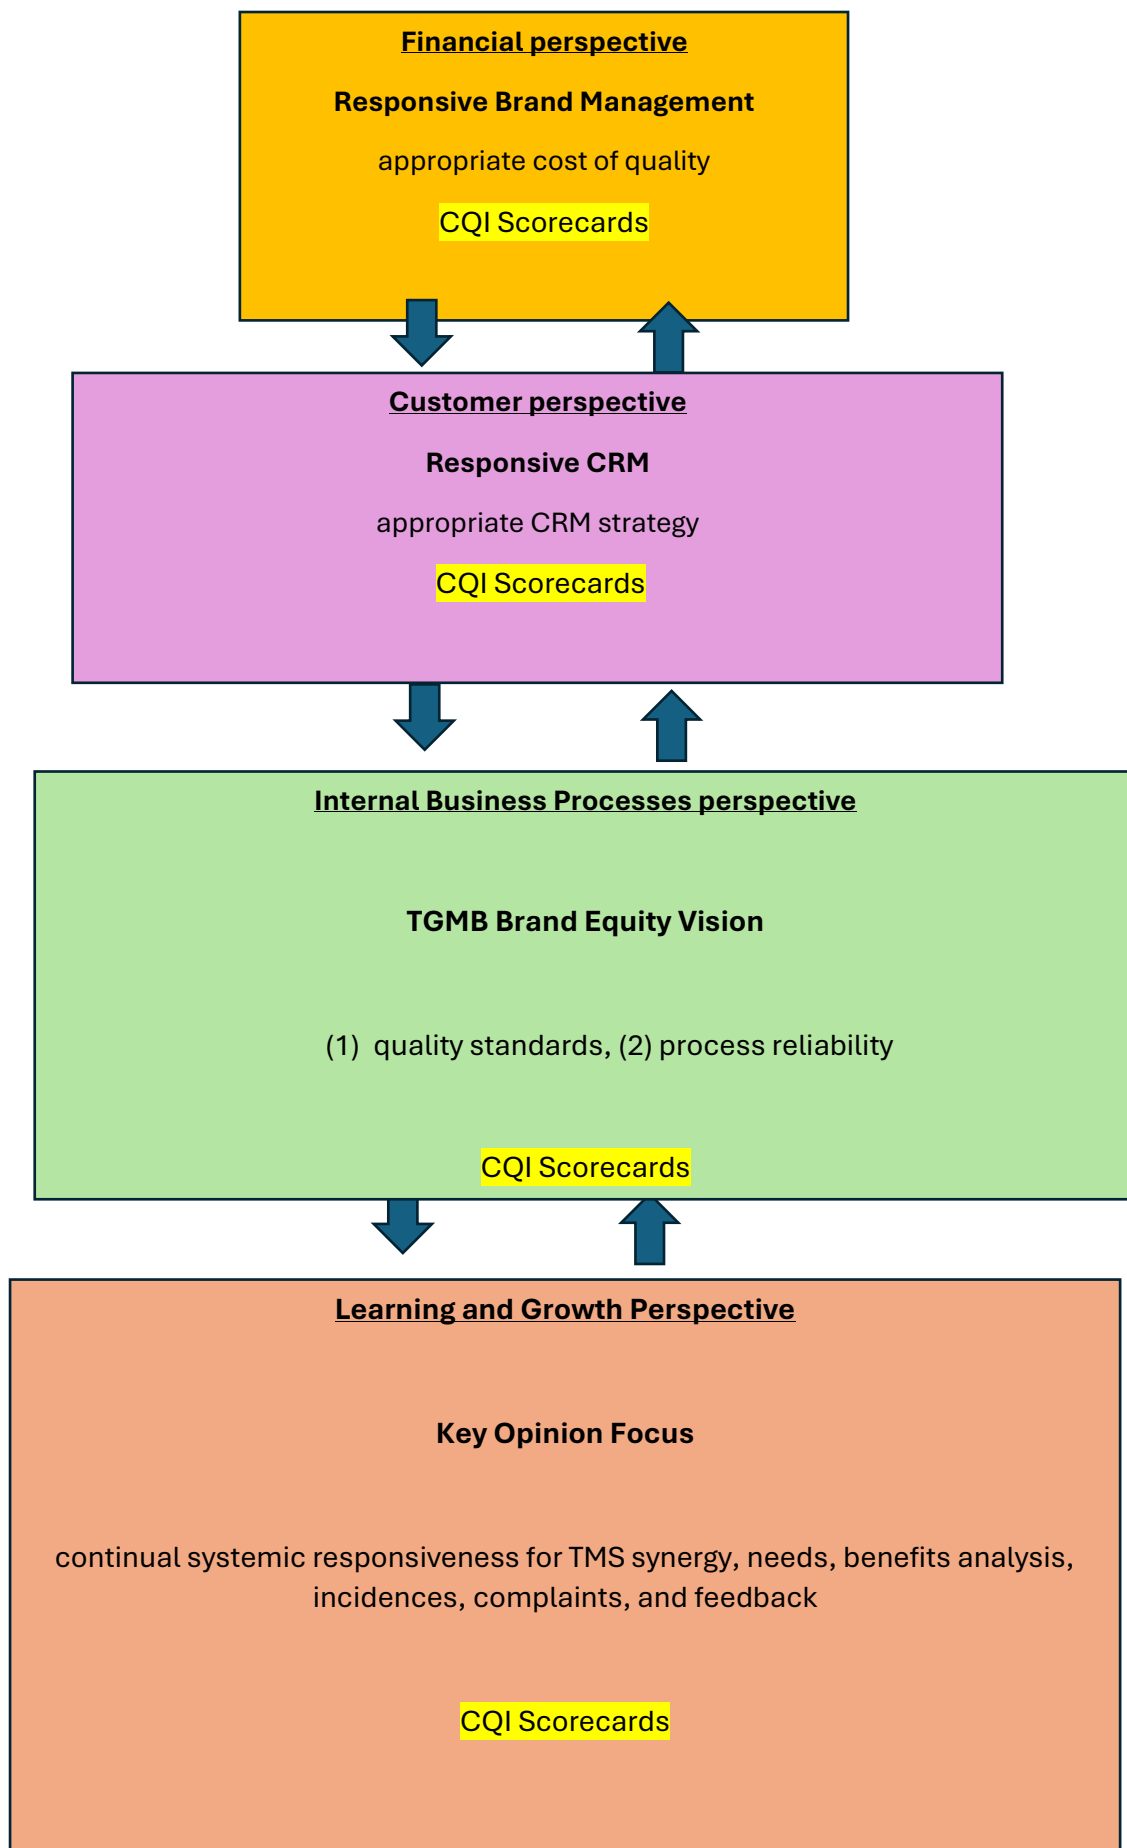 Financial perspective
Responsive Brand Management
appropriate cost of quality
CQI Scorecards
Customer perspective
Responsive CRM
appropriate CRM strategy
CQI Scorecards
Internal Business Processes perspective
TGMB Brand Equity Vision
(1) quality standards, (2) process reliability
CQI Scorecards
Learning and Growth Perspective
Key Opinion Focus
continual systemic responsiveness for TMS synergy, needs, benefits analysis,
incidences, complaints, and feedback
CQI Scorecards